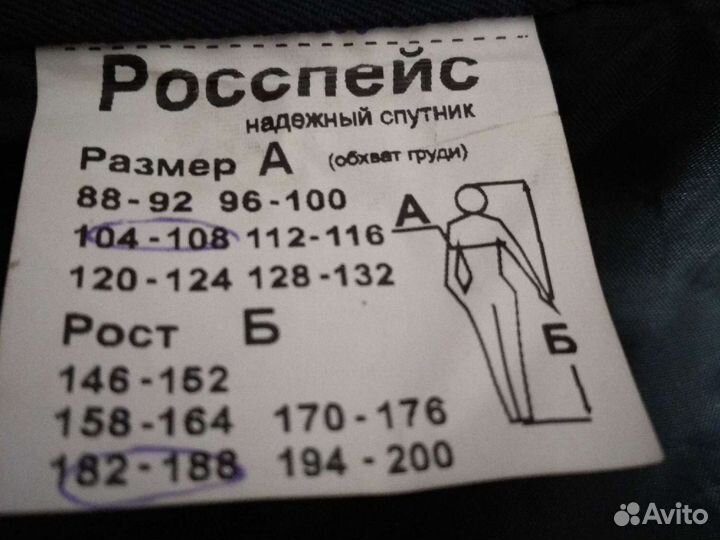 Росспейс
надежный спутник
Размер А (обхват груди)
88-92 96-100
104-108 112-116
120-124 128-132
А
Рост Б
146-152
158-164 170-176
182-188 194-200
Б
Avito